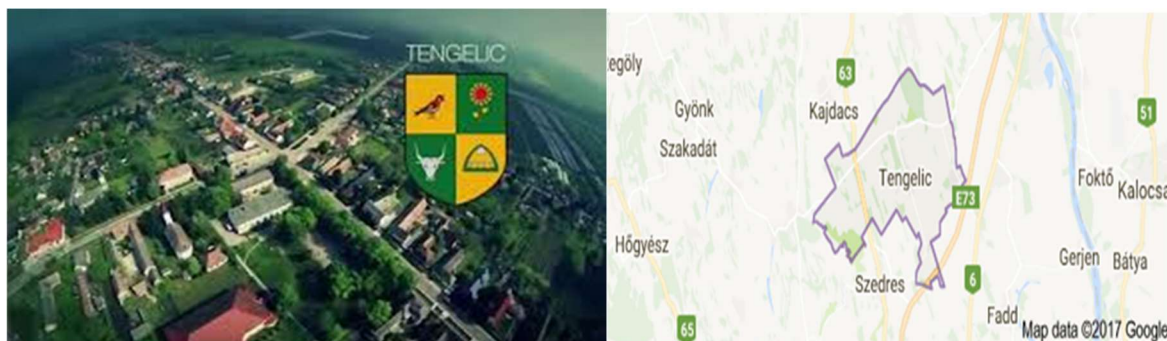 TENGELIC
zegöly
63
Gyönk
Kajdacs
51
Szakadát
Tengelic
Foktő
Kalocsa
E73
Hőgyész
Szedres
6
Gerjen
Bátya
Fadd
65
Map data ©2017 Google